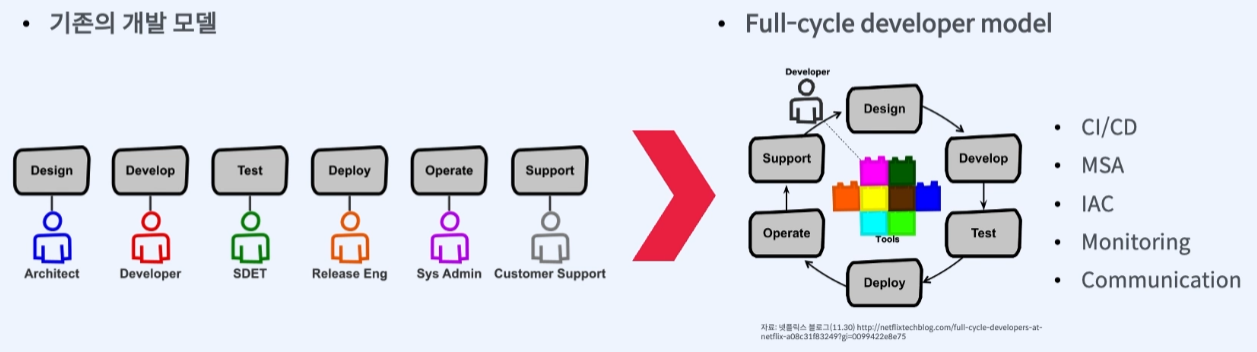 • 기존의 개발 모델
Design
Develop
Test
Deploy
Operate
Support
Architect
Developer
SDET
Release Eng
Sys Admin
Customer Support
• Full-cycle developer model
Developer
Design
Develop
Test
Deploy
Operate
Support
Tools
• CI/CD
• MSA
• IAC
• Monitoring
• Communication
자료: 넷플릭스 블로그(11.30) http://netflixtechblog.com/full-cycle-developers-at-
netflix-a08c31f83249?gi=0099422e8e75